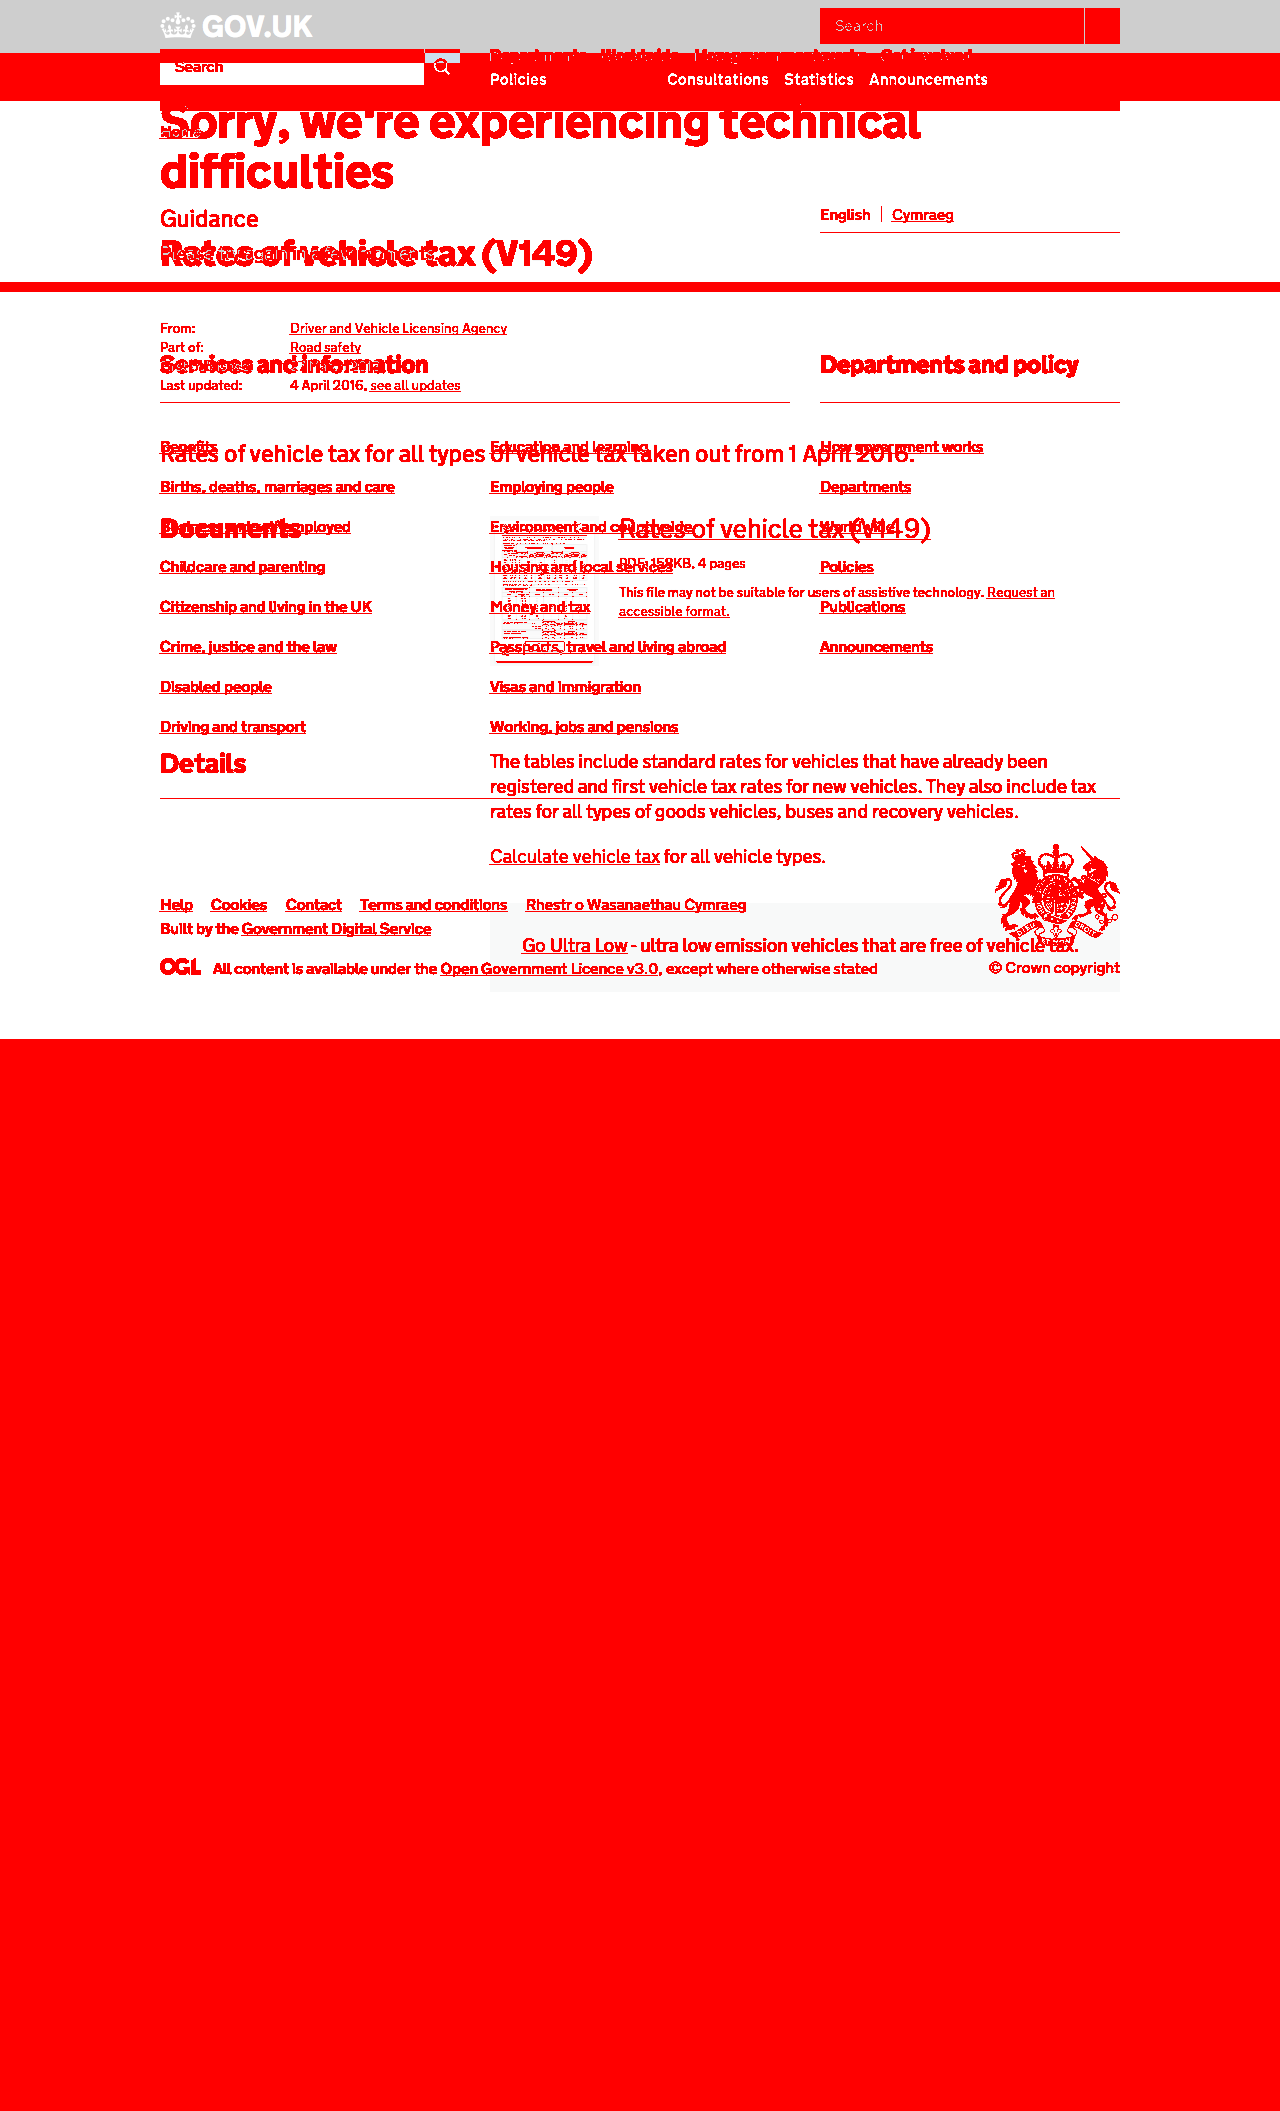 GOV.UK
Search
Departments Worldwide How government works Get involved
Search
Policies Consultations Statistics Announcements
Sorry, we're experiencing technical
Home
difficulties
Guidance
English Cymraeg
Rates of vehicle tax (V149)
Please try again in a few moments.
From: Driver and Vehicle Licensing Agency
Part of: Road safety
Services and information
Departments and policy
Last updated: 4 April 2016, see all updates
Benefits Education and learning How government works
Rates of vehicle tax for all types of vehicle tax taken out from 1 April 2016.
Births, deaths, marriages and care Employing people Departments
Documents
Environment and countryside Worldwide
Rates of vehicle tax (V149)
PDF, 158KB, 4 pages
Childcare and parenting Housing and local services Policies
This file may not be suitable for users of assistive technology. Request an
accessible format.
Citizenship and living in the UK Money and tax Publications
Crime, justice and the law Passports, travel and living abroad Announcements
Disabled people Visas and immigration
Driving and transport Working, jobs and pensions
Details
The tables include standard rates for vehicles that have already been
registered and first vehicle tax rates for new vehicles. They also include tax
rates for all types of goods vehicles, buses and recovery vehicles.
Calculate vehicle tax for all vehicle types.
Help Cookies Contact Terms and conditions Rhestr o Wasanaethau Cymraeg
Built by the Government Digital Service
Go Ultra Low - ultra low emission vehicles that are free of vehicle tax.
OGL All content is available under the Open Government Licence v3.0, except where otherwise stated
© Crown copyright